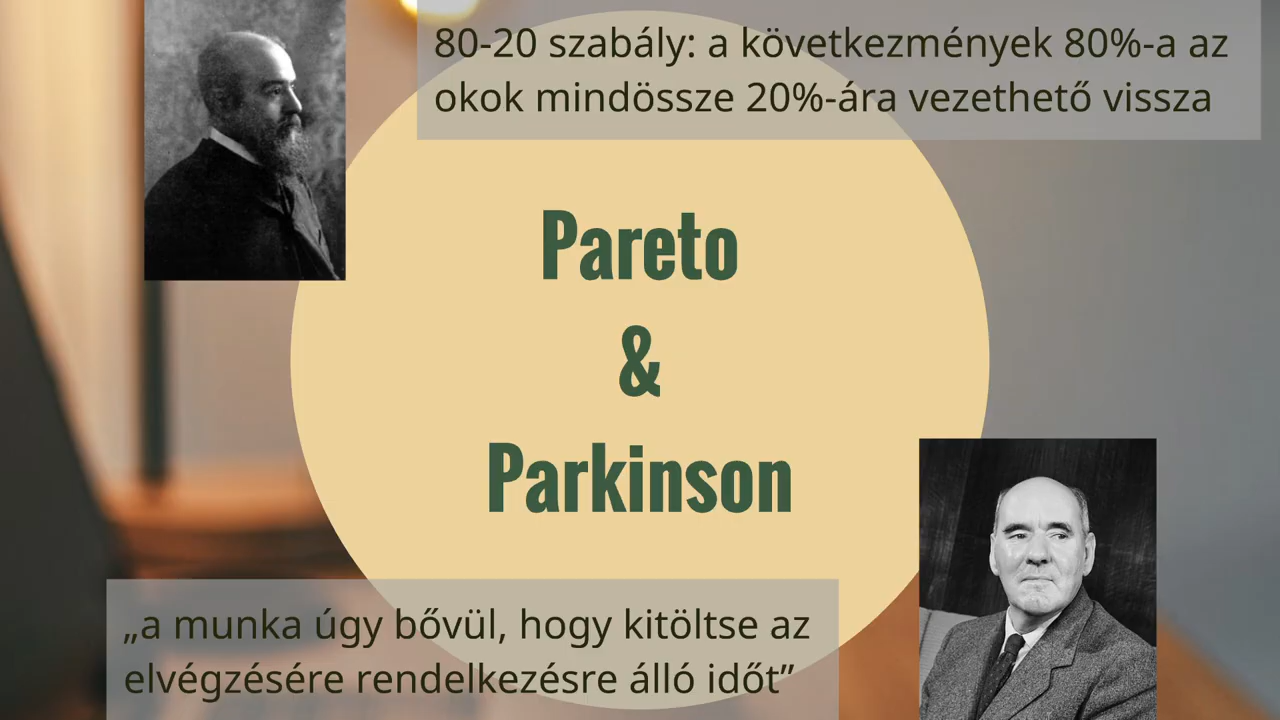 80-20 szabály: a következmények 80%-a az
okok mindössze 20%-ára vezethető vissza
Pareto
&
Parkinson
„a munka úgy bővül, hogy kitöltse az
elvégzésére rendelkezésre álló időt”